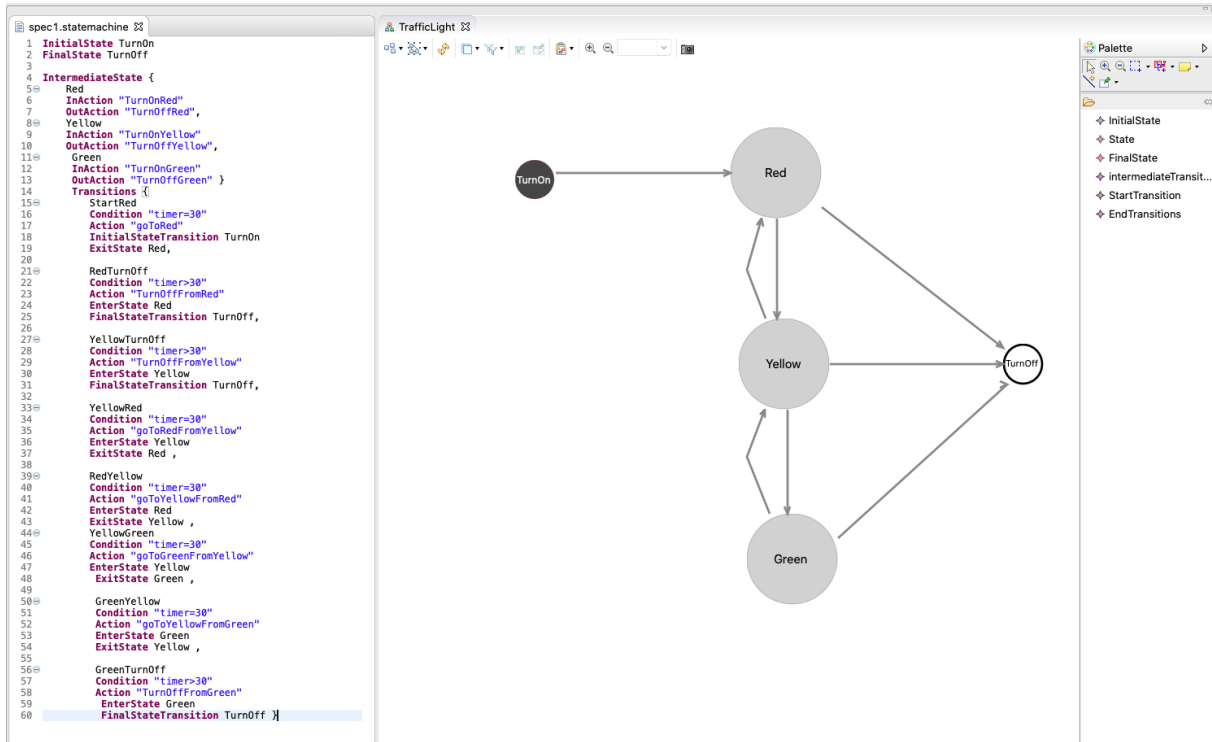 spec1.statemachine
1 InitialState TurnOn
2 FinalState TurnOff
3
4 IntermediateState {
5 Red
6 InAction "TurnOnRed"
7 OutAction "TurnOffRed",
8 Yellow
9 InAction "TurnOnYellow"
10 OutAction "TurnOffYellow",
11 Green
12 InAction "TurnOnGreen"
13 OutAction "TurnOffGreen" }
14 Transitions {
15 StartRed
16 Condition "timer=30"
17 Action "goToRed"
18 InitialStateTransition TurnOn
19 ExitState Red,
20
21 RedTurnOff
22 Condition "timer>30"
23 Action "TurnOffFromRed"
24 EnterState Red
25 FinalStateTransition TurnOff,
26
27 YellowTurnOff
28 Condition "timer>30"
29 Action "TurnOffFromYellow"
30 EnterState Yellow
31 FinalStateTransition TurnOff,
32
33 YellowRed
34 Condition "timer=30"
35 Action "goToRedFromYellow"
36 EnterState Yellow
37 ExitState Red ,
38
39 RedYellow
40 Condition "timer=30"
41 Action "goToYellowFromRed"
42 EnterState Red
43 ExitState Yellow ,
44 YellowGreen
45 Condition "timer=30"
46 Action "goToGreenFromYellow"
47 EnterState Yellow
48 ExitState Green ,
49
50 GreenYellow
51 Condition "timer=30"
52 Action "goToYellowFromGreen"
53 EnterState Green
54 ExitState Yellow ,
55
56 GreenTurnOff
57 Condition "timer>30"
58 Action "TurnOffFromGreen"
59 EnterState Green
60 FinalStateTransition TurnOff }
TrafficLight
TurnOn
Red
Yellow
TurnOff
Green
Palette
InitialState
State
FinalState
intermediateTransit...
StartTransition
EndTransitions